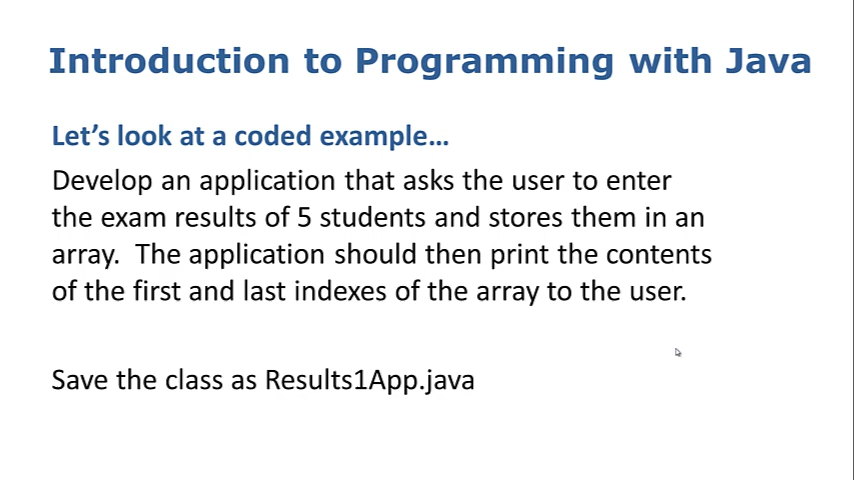 Introduction to Programming with Java
Let’s look at a coded example…
Develop an application that asks the user to enter
the exam results of 5 students and stores them in an
array.  The application should then print the contents
of the first and last indexes of the array to the user.
Save the class as Results1App.java